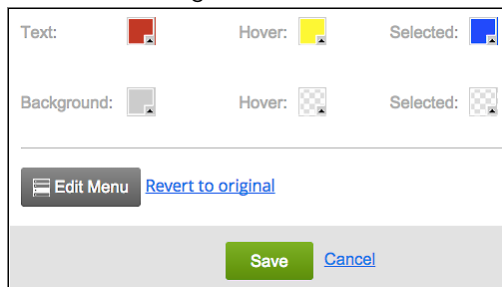 Text: Hover: Selected:
Background: Hover: Selected:
Edit Menu Revert to original
Save Cancel